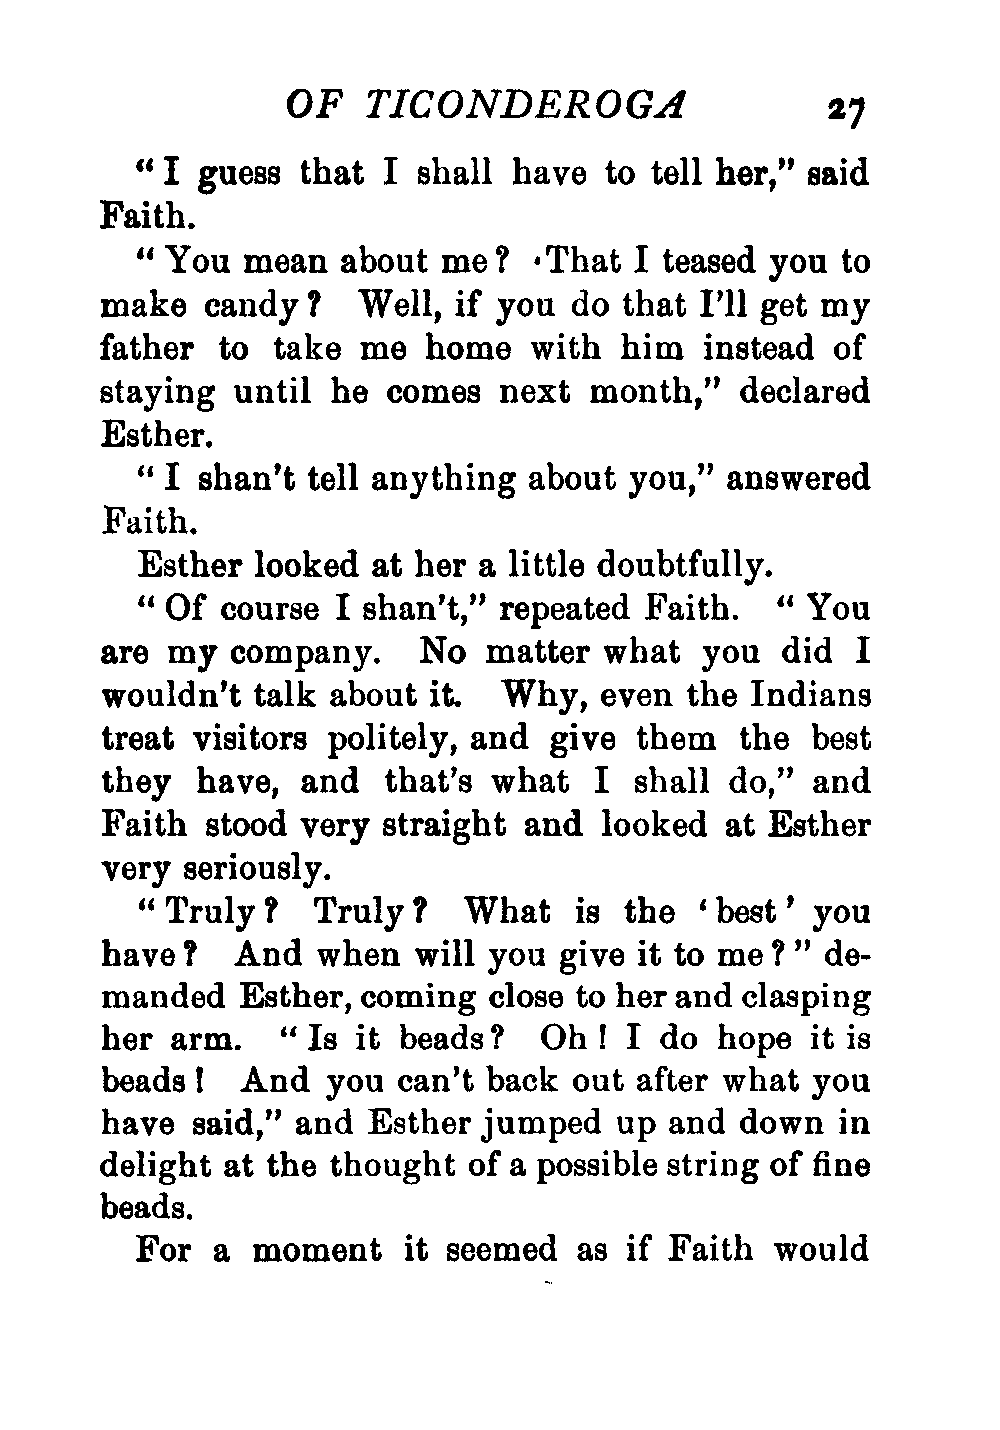 OF TICONDEROGA 27
“I guess that I shall have to tell her,” said
Faith.
“You mean about me? That I teased you to
make candy? Well, if you do that I’ll get my
father to take me home with him instead of
staying until he comes next month,” declared
Esther.
“I shan’t tell anything about you,” answered
Faith.
Esther looked at her a little doubtfully.
“Of course I shan’t,” repeated Faith. “You
are my company. No matter what you did I
wouldn’t talk about it. Why, even the Indians
treat visitors politely, and give them the best
they have, and that’s what I shall do,” and
Faith stood very straight and looked at Esther
very seriously.
“Truly? Truly? What is the ‘best’ you
have? And when will you give it to me?” de-
manded Esther, coming close to her and clasping
her arm. “Is it beads? Oh! I do hope it is
beads! And you can’t back out after what you
have said,” and Esther jumped up and down in
delight at the thought of a possible string of fine
beads.
For a moment it seemed as if Faith would